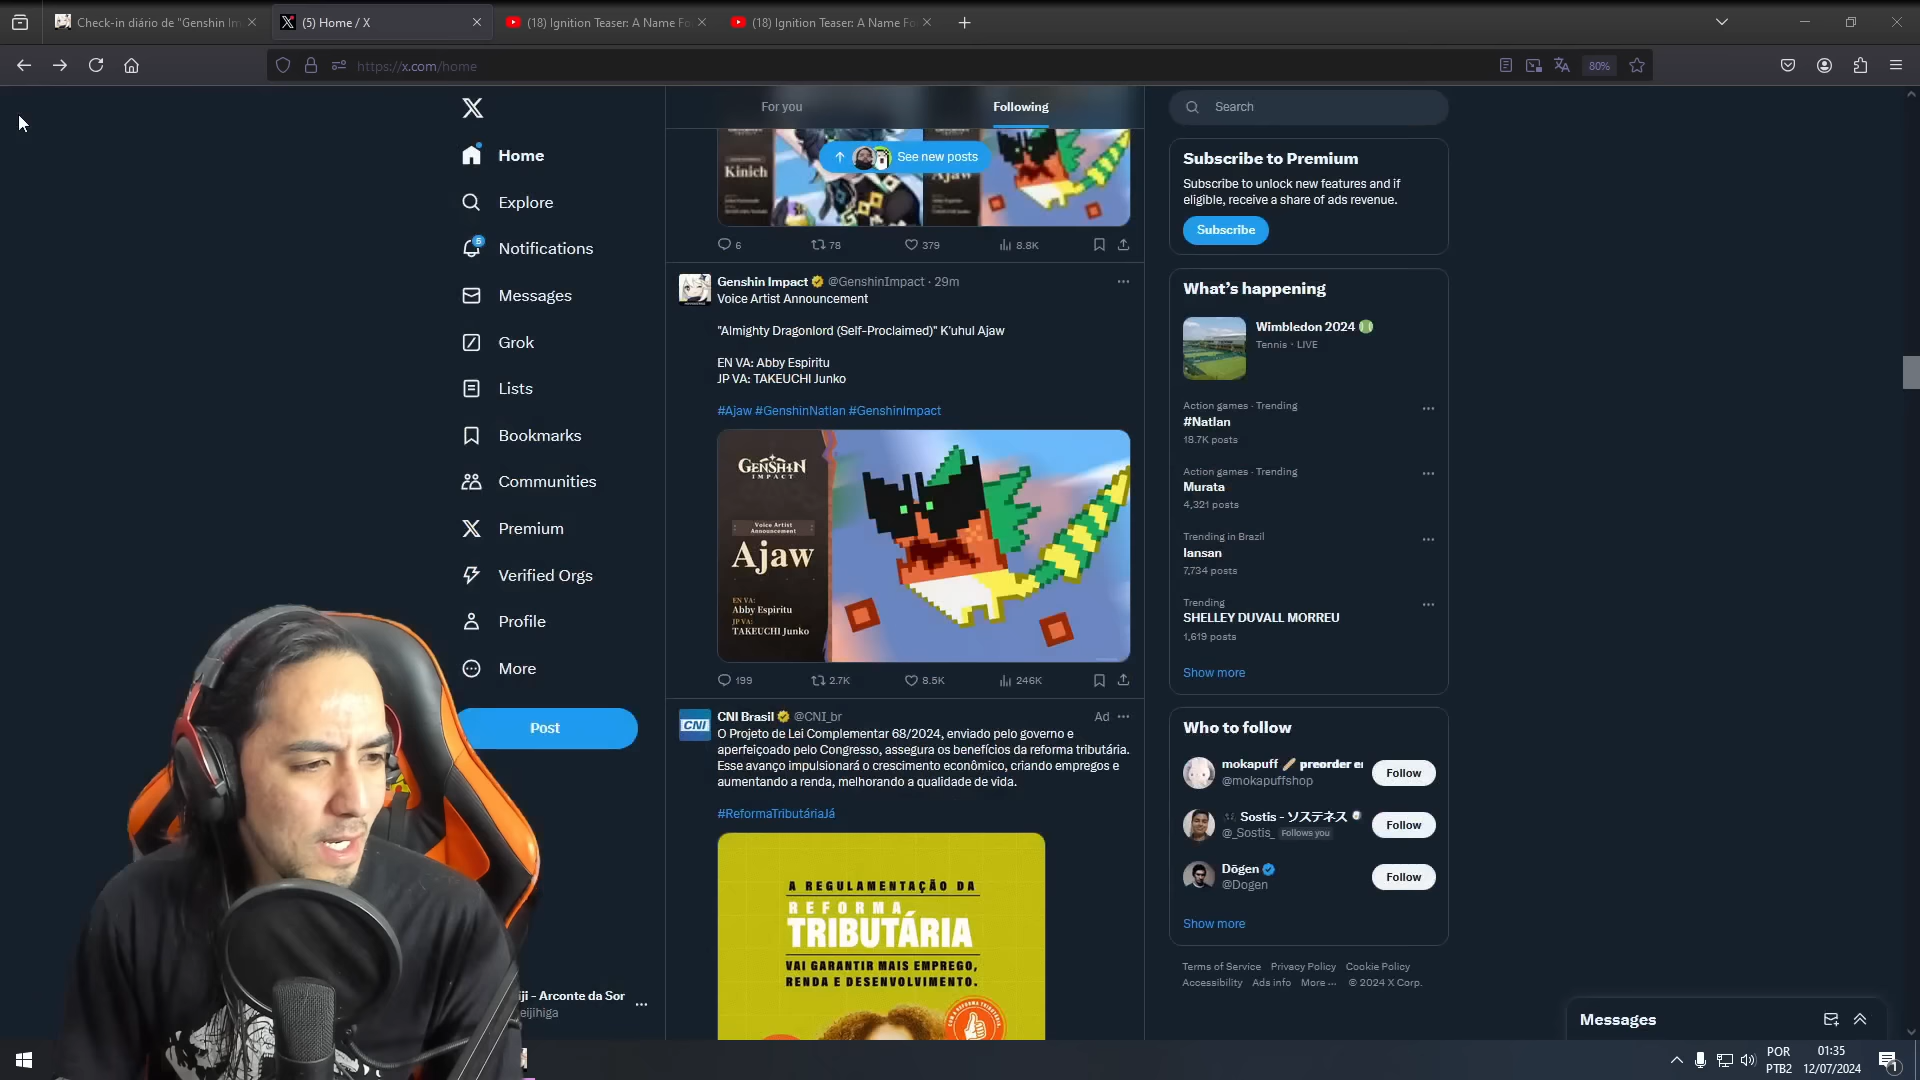 Check-in diário de "Genshin Im
(5) Home / X
(18) Ignition Teaser: A Name Fo
(18) Ignition Teaser: A Name Fo
https://x.com/home
80%
Home
Explore
5
Notifications
Messages
Grok
Lists
Bookmarks
Communities
Premium
Verified Orgs
Profile
More
Post
iji - Arconte da Sor
eijihiga
For you
Following
See new posts
Kinich
Ajaw
6
78
379
8.8K
Genshin Impact @GenshinImpact · 29m
Voice Artist Announcement
"Almighty Dragonlord (Self-Proclaimed)" K'uhul Ajaw
EN VA: Abby Espiritu
JP VA: TAKEUCHI Junko
#Ajaw #GenshinNatlan #GenshinImpact
GENSHIN
IMPACT
Voice Artist
Announcement
Ajaw
EN VA:
Abby Espiritu
JP VA:
TAKEUCHI Junko
199
2.7K
8.5K
246K
CNI
CNI Brasil @CNI_br
Ad
O Projeto de Lei Complementar 68/2024, enviado pelo governo e
aperfeiçoado pelo Congresso, assegura os benefícios da reforma tributária.
Esse avanço impulsionará o crescimento econômico, criando empregos e
aumentando a renda, melhorando a qualidade de vida.
#ReformaTributáriaJá
A REGULAMENTAÇÃO DA
REFORMA
TRIBUTÁRIA
VAI GARANTIR MAIS EMPREGO,
RENDA E DESENVOLVIMENTO.
Search
Subscribe to Premium
Subscribe to unlock new features and if
eligible, receive a share of ads revenue.
Subscribe
What's happening
Wimbledon 2024
Tennis · LIVE
Action games · Trending
#Natlan
18.7K posts
Action games · Trending
Murata
4,321 posts
Trending in Brazil
Iansan
7,734 posts
Trending
SHELLEY DUVALL MORREU
1,619 posts
Show more
Who to follow
mokapuff preorder e
@mokapuffshop
Follow
Sostis - ソステネス
@_Sostis_ Follows you
Follow
Dōgen
@Dogen
Follow
Show more
Terms of Service Privacy Policy Cookie Policy
Accessibility Ads info More ... © 2024 X Corp.
Messages
POR
PTB2
01:35
12/07/2024
1